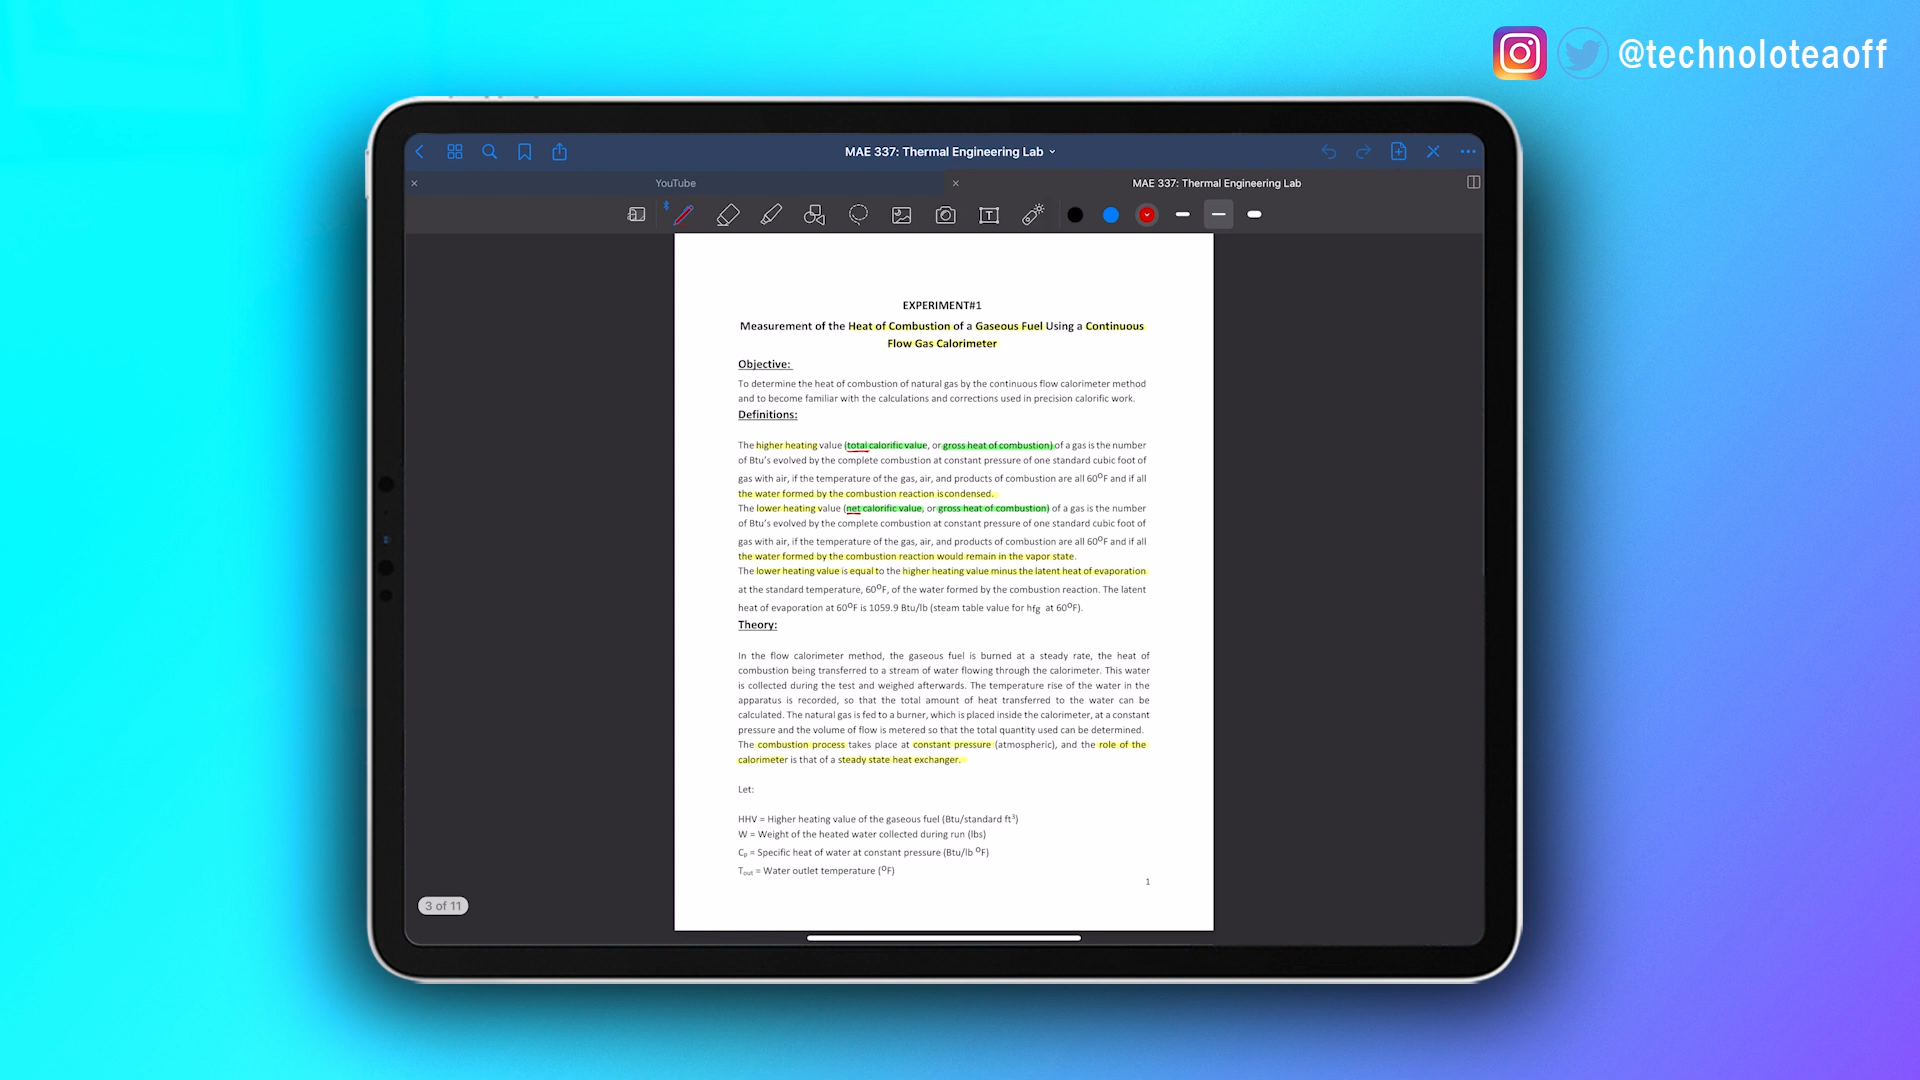 @technoloteaoff
MAE 337: Thermal Engineering Lab
YouTube
MAE 337: Thermal Engineering Lab
EXPERIMENT#1
Measurement of the Heat of Combustion of a Gaseous Fuel Using a Continuous
Flow Gas Calorimeter
Objective:
To determine the heat of combustion of natural gas by the continuous flow calorimeter method
and to become familiar with the calculations and corrections used in precision calorific work.
Definitions:
The higher heating value (total calorific value, or gross heat of combustion) of a gas is the number
of Btu's evolved by the complete combustion at constant pressure of one standard cubic foot of
gas with air, if the temperature of the gas, air, and products of combustion are all 60°F and if all
the water formed by the combustion reaction is condensed.
The lower heating value (net calorific value, or gross heat of combustion) of a gas is the number
of Btu's evolved by the complete combustion at constant pressure of one standard cubic foot of
gas with air, if the temperature of the gas, air, and products of combustion are all 60°F and if all
the water formed by the combustion reaction would remain in the vapor state.
The lower heating value is equal to the higher heating value minus the latent heat of evaporation
at the standard temperature, 60°F, of the water formed by the combustion reaction. The latent
heat of evaporation at 60°F is 1059.9 Btu/lb (steam table value for hfg at 60°F).
Theory:
In the flow calorimeter method, the gaseous fuel is burned at a steady rate, the heat of
combustion being transferred to a stream of water flowing through the calorimeter. This water
is collected during the test and weighed afterwards. The temperature rise of the water in the
apparatus is recorded, so that the total amount of heat transferred to the water can be
calculated. The natural gas is fed to a burner, which is placed inside the calorimeter, at a constant
pressure and the volume of flow is metered so that the total quantity used can be determined.
The combustion process takes place at constant pressure (atmospheric), and the role of the
calorimeter is that of a steady state heat exchanger.
Let:
HHV = Higher heating value of the gaseous fuel (Btu/standard ft³)
W = Weight of the heated water collected during run (lbs)
Cp = Specific heat of water at constant pressure (Btu/lb °F)
Tout = Water outlet temperature (°F)
1
3 of 11